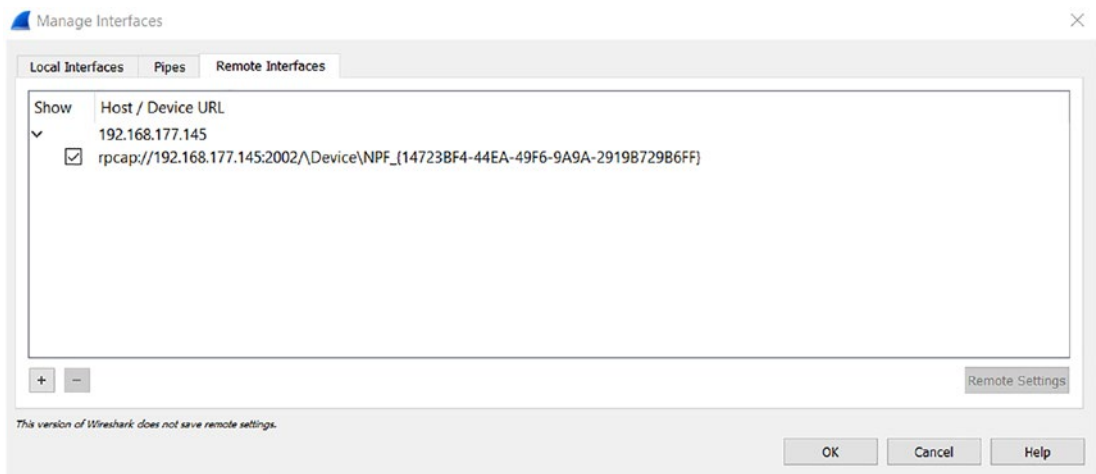 Manage Interfaces
Local Interfaces Pipes Remote Interfaces
Show Host / Device URL
192.168.177.145
rpcap://192.168.177.145:2002/\Device\NPF_{14723BF4-44EA-49F6-9A9A-2919B729B6FF}
+ − Remote Settings
This version of Wireshark does not save remote settings.
OK Cancel Help